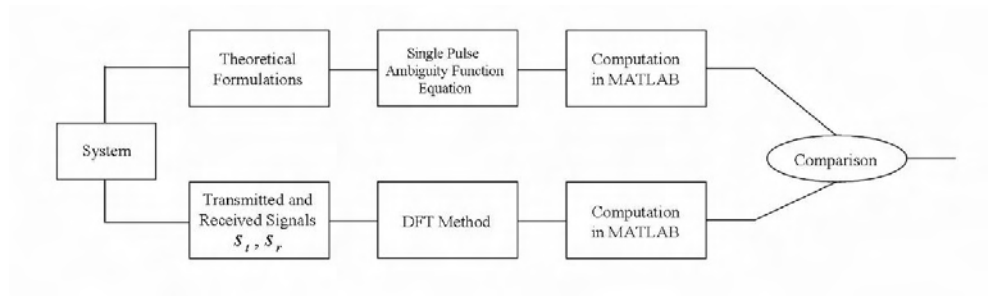 Theoretical
Formulations
Single Pulse
Ambiguity Function
Equation
Computation
in MATLAB
System
Comparison
Transmitted and
Received Signals
s_t, s_r
DFT Method
Computation
in MATLAB